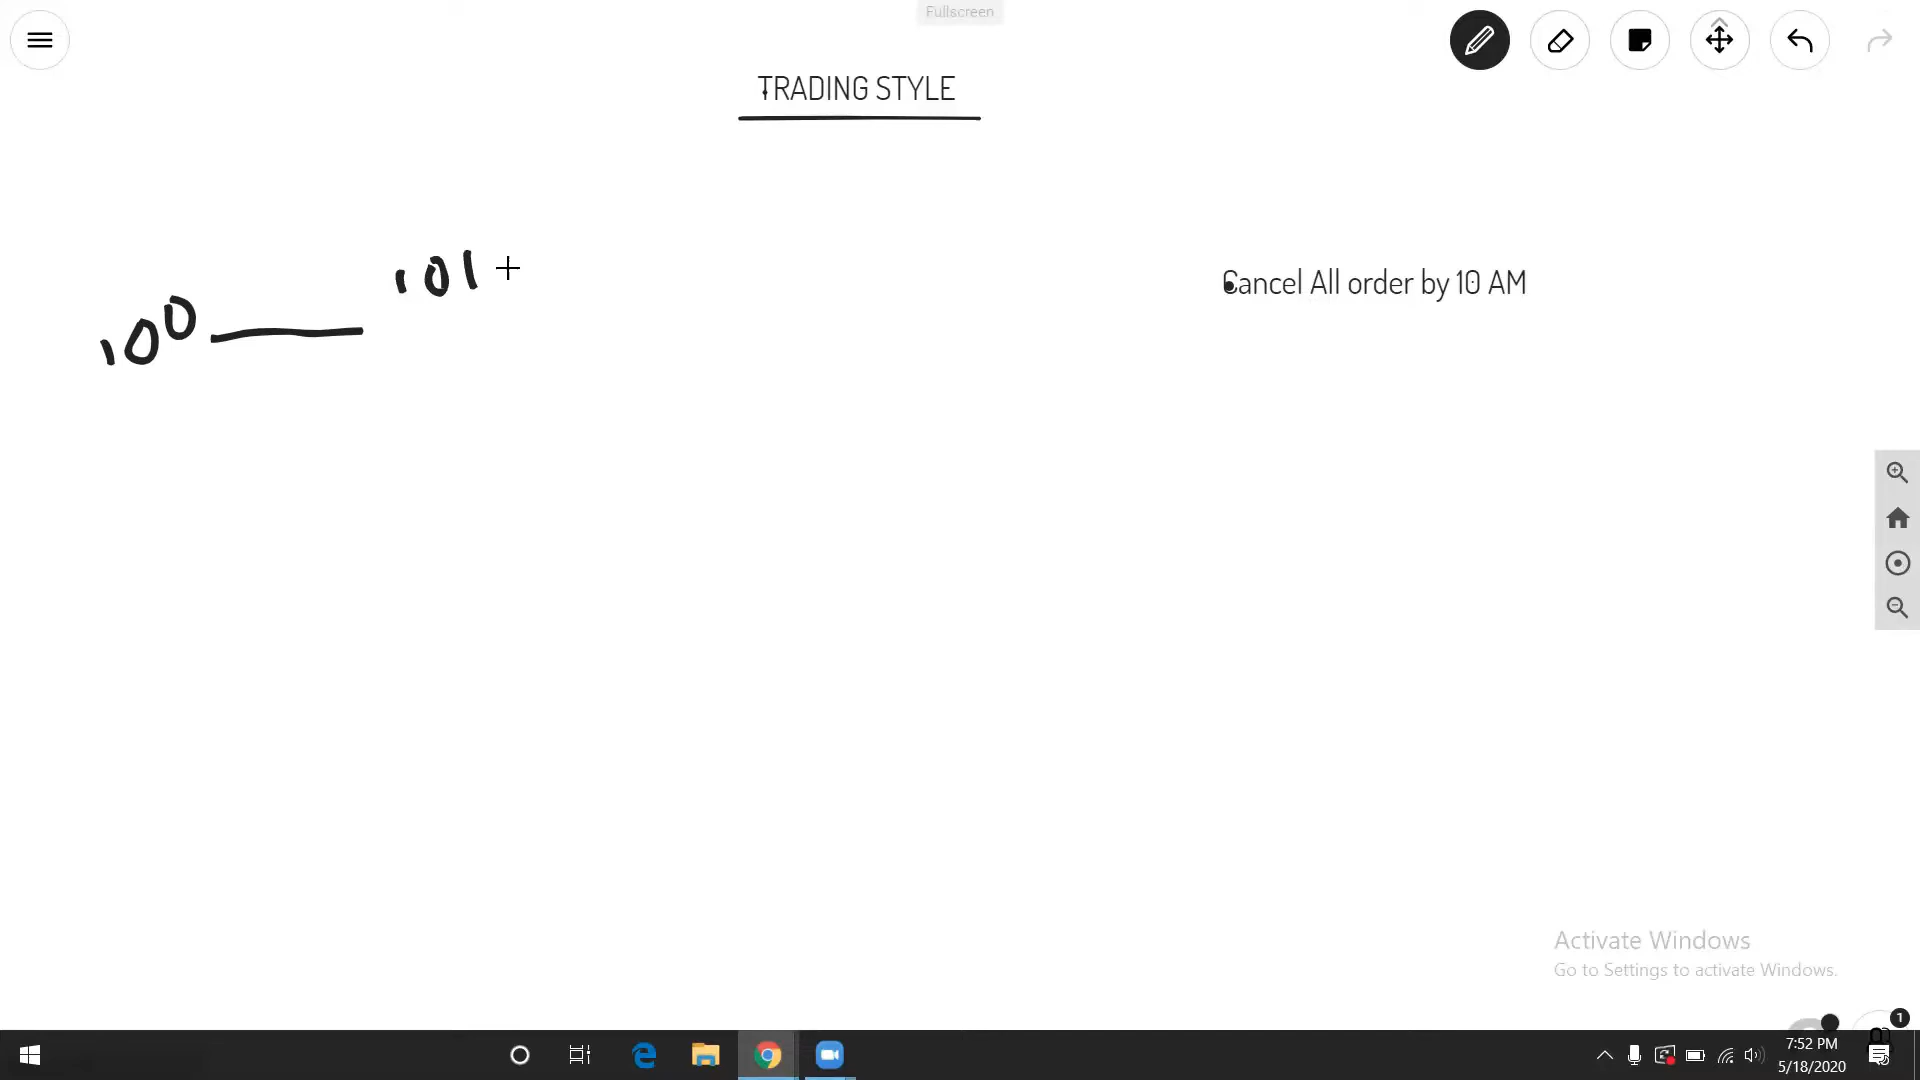 Fullscreen
TRADING STYLE
101
Cancel All order by 10 AM
100
Activate Windows
Go to Settings to activate Windows.
1
7:52 PM
5/18/2020